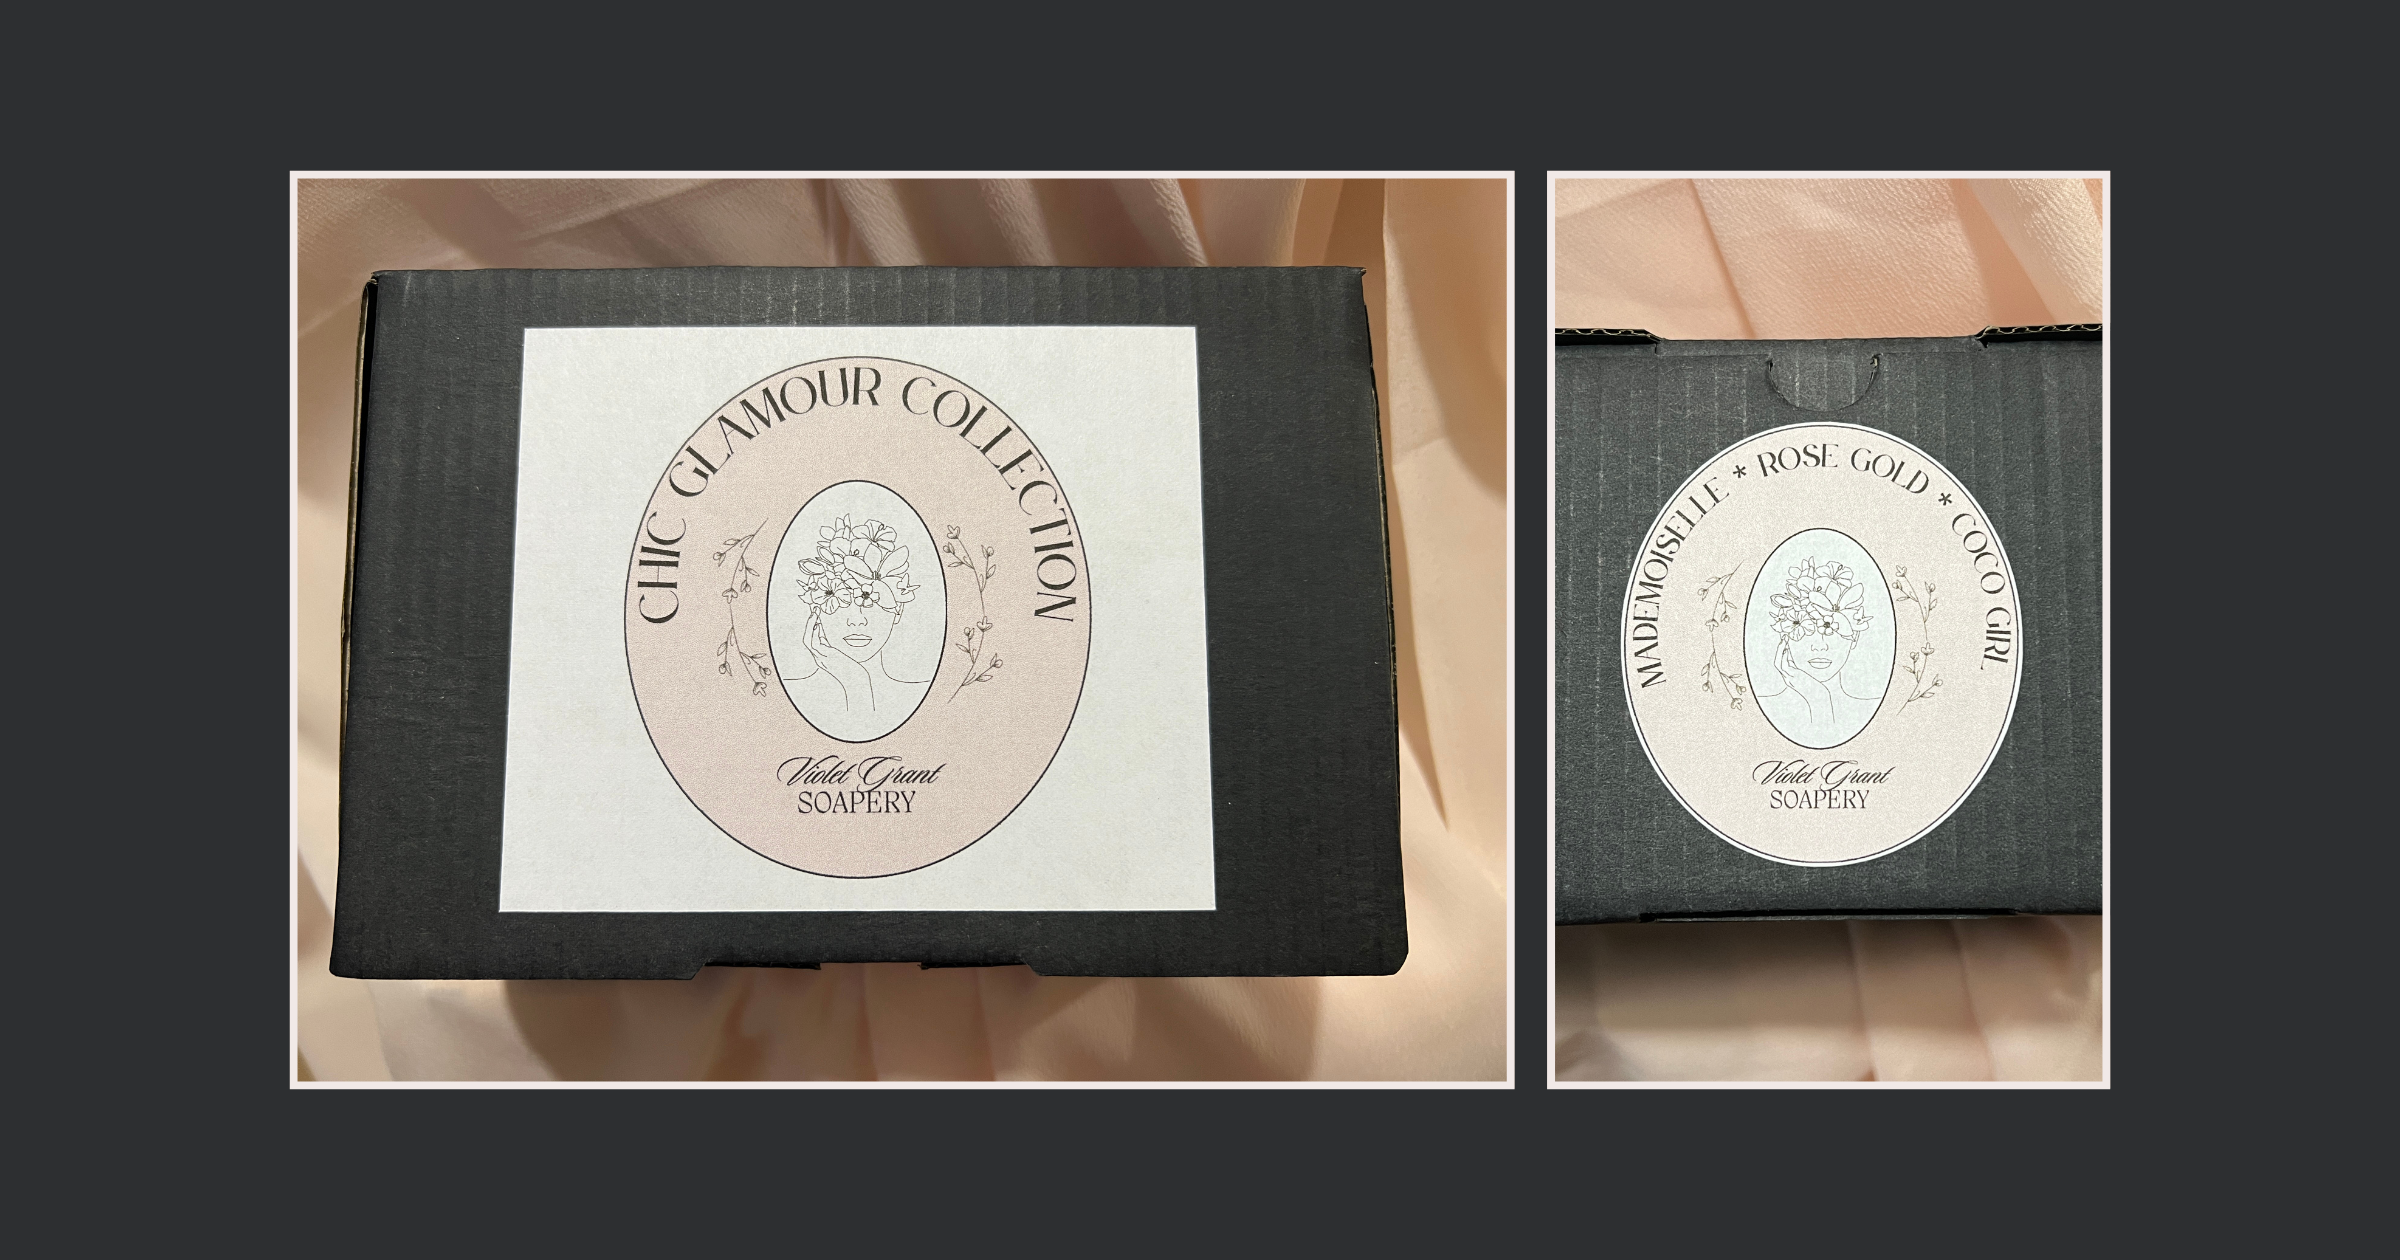 CHIC GLAMOUR COLLECTION
Violet Grant
SOAPERY
MADEMOISELLE * ROSE GOLD * COCO GIRL
Violet Grant
SOAPERY